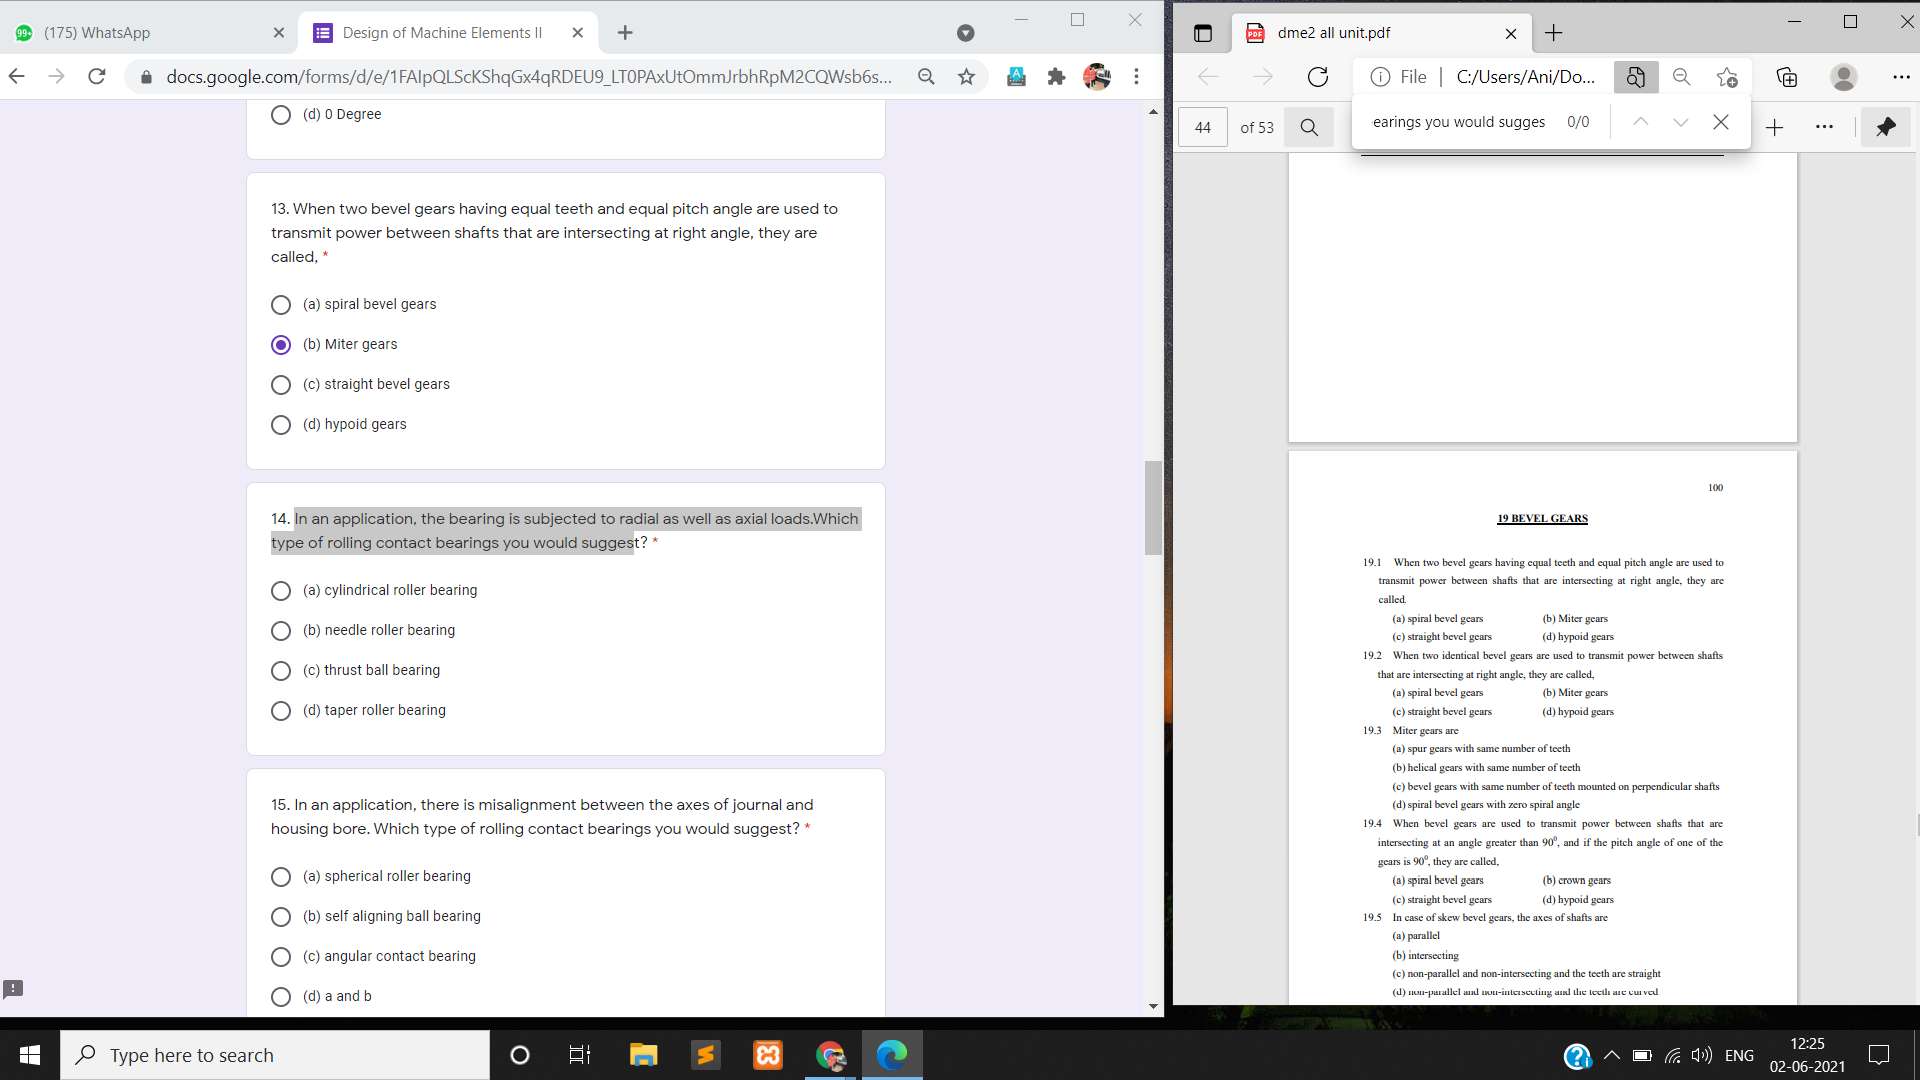 (175) WhatsApp
Design of Machine Elements II
docs.google.com/forms/d/e/1FAIpQLScKShqGx4qRDEU9_LT0PAxUtOmmJrbhRpM2CQWsb6s...
(d) 0 Degree
13. When two bevel gears having equal teeth and equal pitch angle are used to
transmit power between shafts that are intersecting at right angle, they are
called, *
(a) spiral bevel gears
(b) Miter gears
(c) straight bevel gears
(d) hypoid gears
14. In an application, the bearing is subjected to radial as well as axial loads.Which
type of rolling contact bearings you would suggest? *
(a) cylindrical roller bearing
(b) needle roller bearing
(c) thrust ball bearing
(d) taper roller bearing
15. In an application, there is misalignment between the axes of journal and
housing bore. Which type of rolling contact bearings you would suggest? *
(a) spherical roller bearing
(b) self aligning ball bearing
(c) angular contact bearing
(d) a and b
dme2 all unit.pdf
File | C:/Users/Ani/Do...
44 of 53
earings you would sugges 0/0
100
19 BEVEL GEARS
19.1 When two bevel gears having equal teeth and equal pitch angle are used to
transmit power between shafts that are intersecting at right angle, they are
called.
(a) spiral bevel gears (b) Miter gears
(c) straight bevel gears (d) hypoid gears
19.2 When two identical bevel gears are used to transmit power between shafts
that are intersecting at right angle, they are called,
(a) spiral bevel gears (b) Miter gears
(c) straight bevel gears (d) hypoid gears
19.3 Miter gears are
(a) spur gears with same number of teeth
(b) helical gears with same number of teeth
(c) bevel gears with same number of teeth mounted on perpendicular shafts
(d) spiral bevel gears with zero spiral angle
19.4 When bevel gears are used to transmit power between shafts that are
intersecting at an angle greater than 90⁰, and if the pitch angle of one of the
gears is 90⁰, they are called,
(a) spiral bevel gears (b) crown gears
(c) straight bevel gears (d) hypoid gears
19.5 In case of skew bevel gears, the axes of shafts are
(a) parallel
(b) intersecting
(c) non-parallel and non-intersecting and the teeth are straight
(d) non-parallel and non-intersecting and the teeth are curved
Type here to search
ENG
12:25
02-06-2021